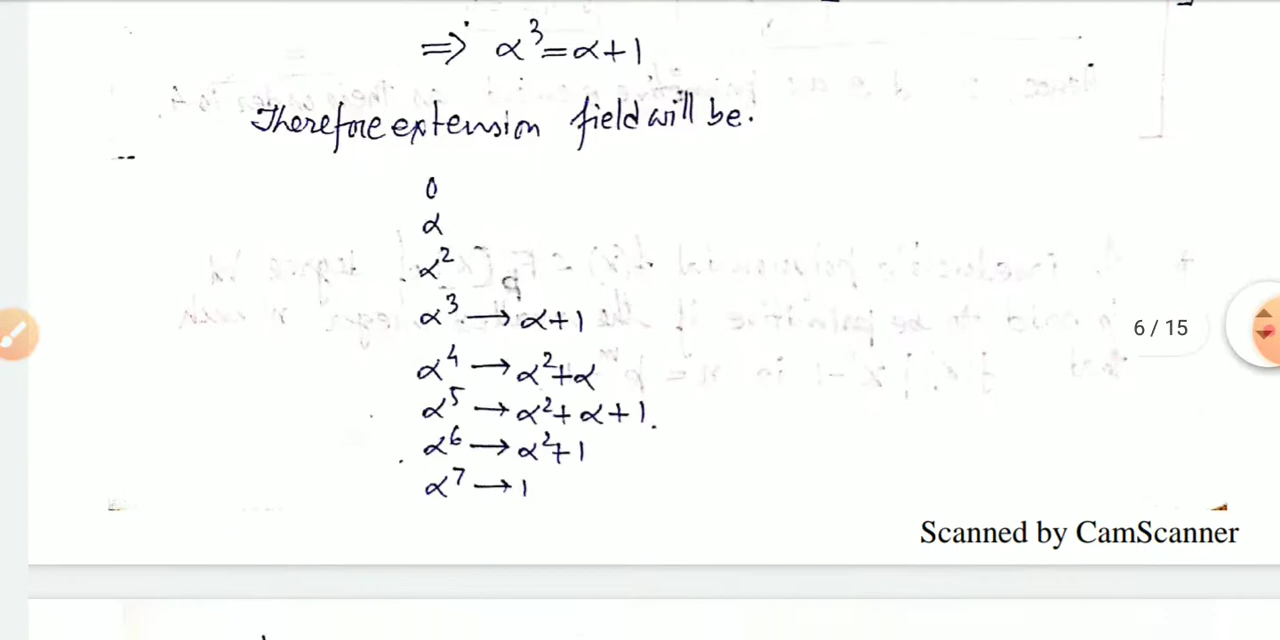 ⇒ α³=α+1
Therefore extension field will be.
0
α
α²
α³ → α+1
α⁴ → α²+α
α⁵ → α²+α+1.
α⁶ → α²+1
α⁷ → 1
6 / 15
Scanned by CamScanner